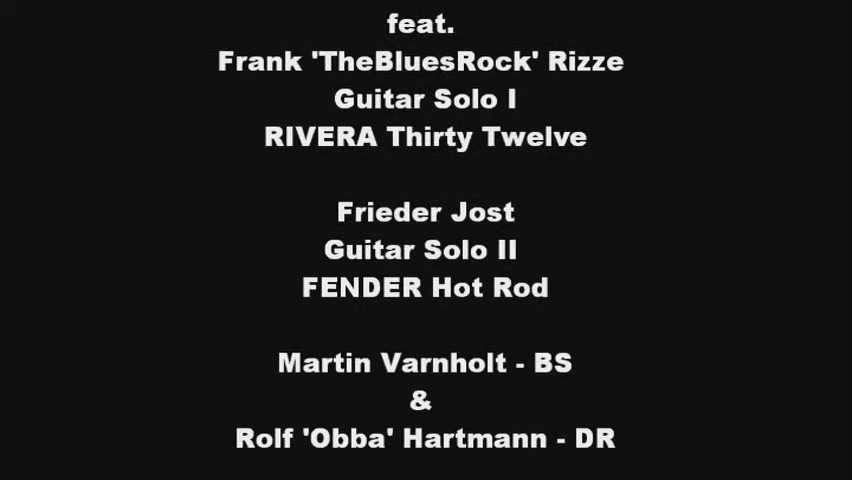 feat.
Frank 'TheBluesRock' Rizze
Guitar Solo I
RIVERA Thirty Twelve
Frieder Jost
Guitar Solo II
FENDER Hot Rod
Martin Varnholt - BS
&
Rolf 'Obba' Hartmann - DR